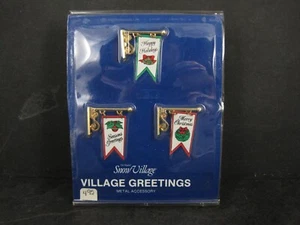 Happy
Holidays
Seasons
Greetings
Merry
Christmas
Snow Village
VILLAGE GREETINGS
METAL ACCESSORY